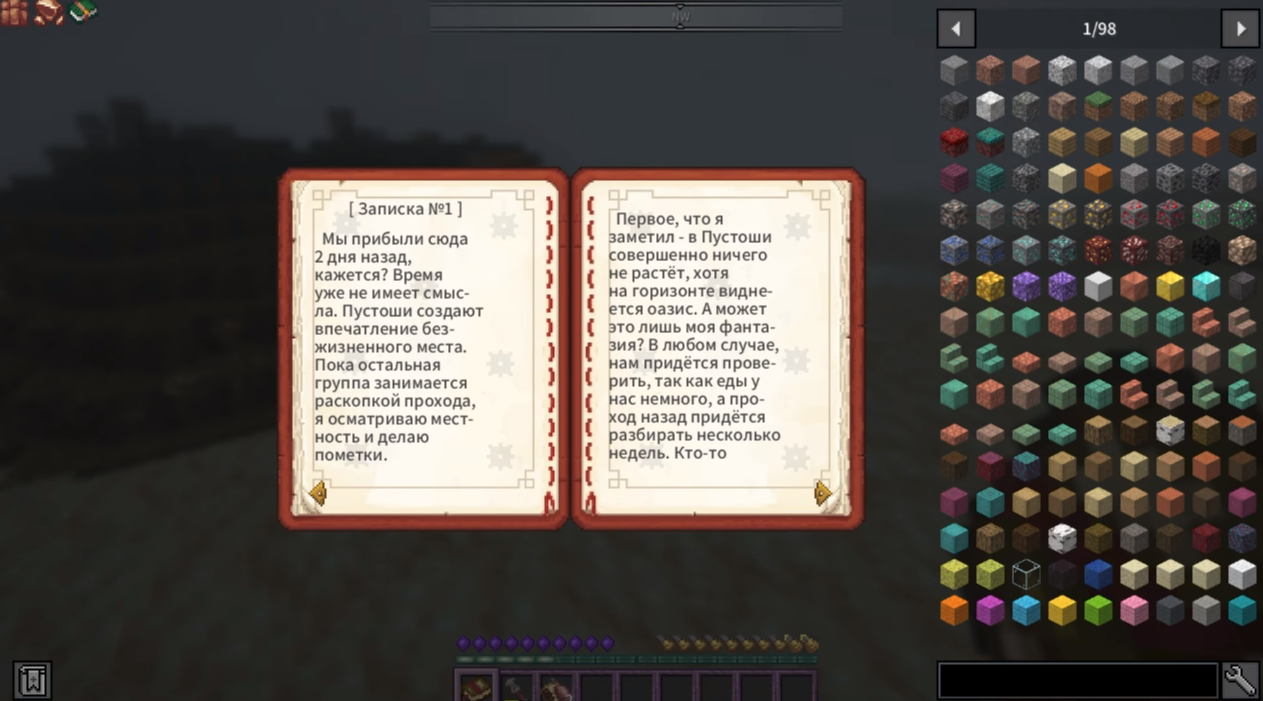 NW
1/98
[ Записка №1 ]
Мы прибыли сюда
2 дня назад,
кажется? Время
уже не имеет смыс-
ла. Пустоши создают
впечатление без-
жизненного места.
Пока остальная
группа занимается
раскопкой прохода,
я осматриваю мест-
ность и делаю
пометки.
Первое, что я
заметил - в Пустоши
совершенно ничего
не растёт, хотя
на горизонте видне-
ется оазис. А может
это лишь моя фанта-
зия? В любом случае,
нам придётся прове-
рить, так как еды у
нас немного, а про-
ход назад придётся
разбирать несколько
недель. Кто-то